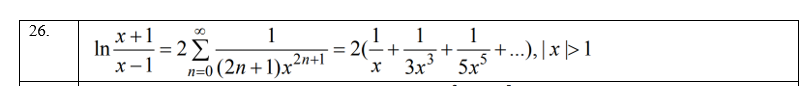 26. ln (x+1)/(x−1) = 2 ∑_{n=0}^{∞} 1/((2n+1)x^{2n+1}) = 2(1/x + 1/(3x^3) + 1/(5x^5) + ...), | x |> 1